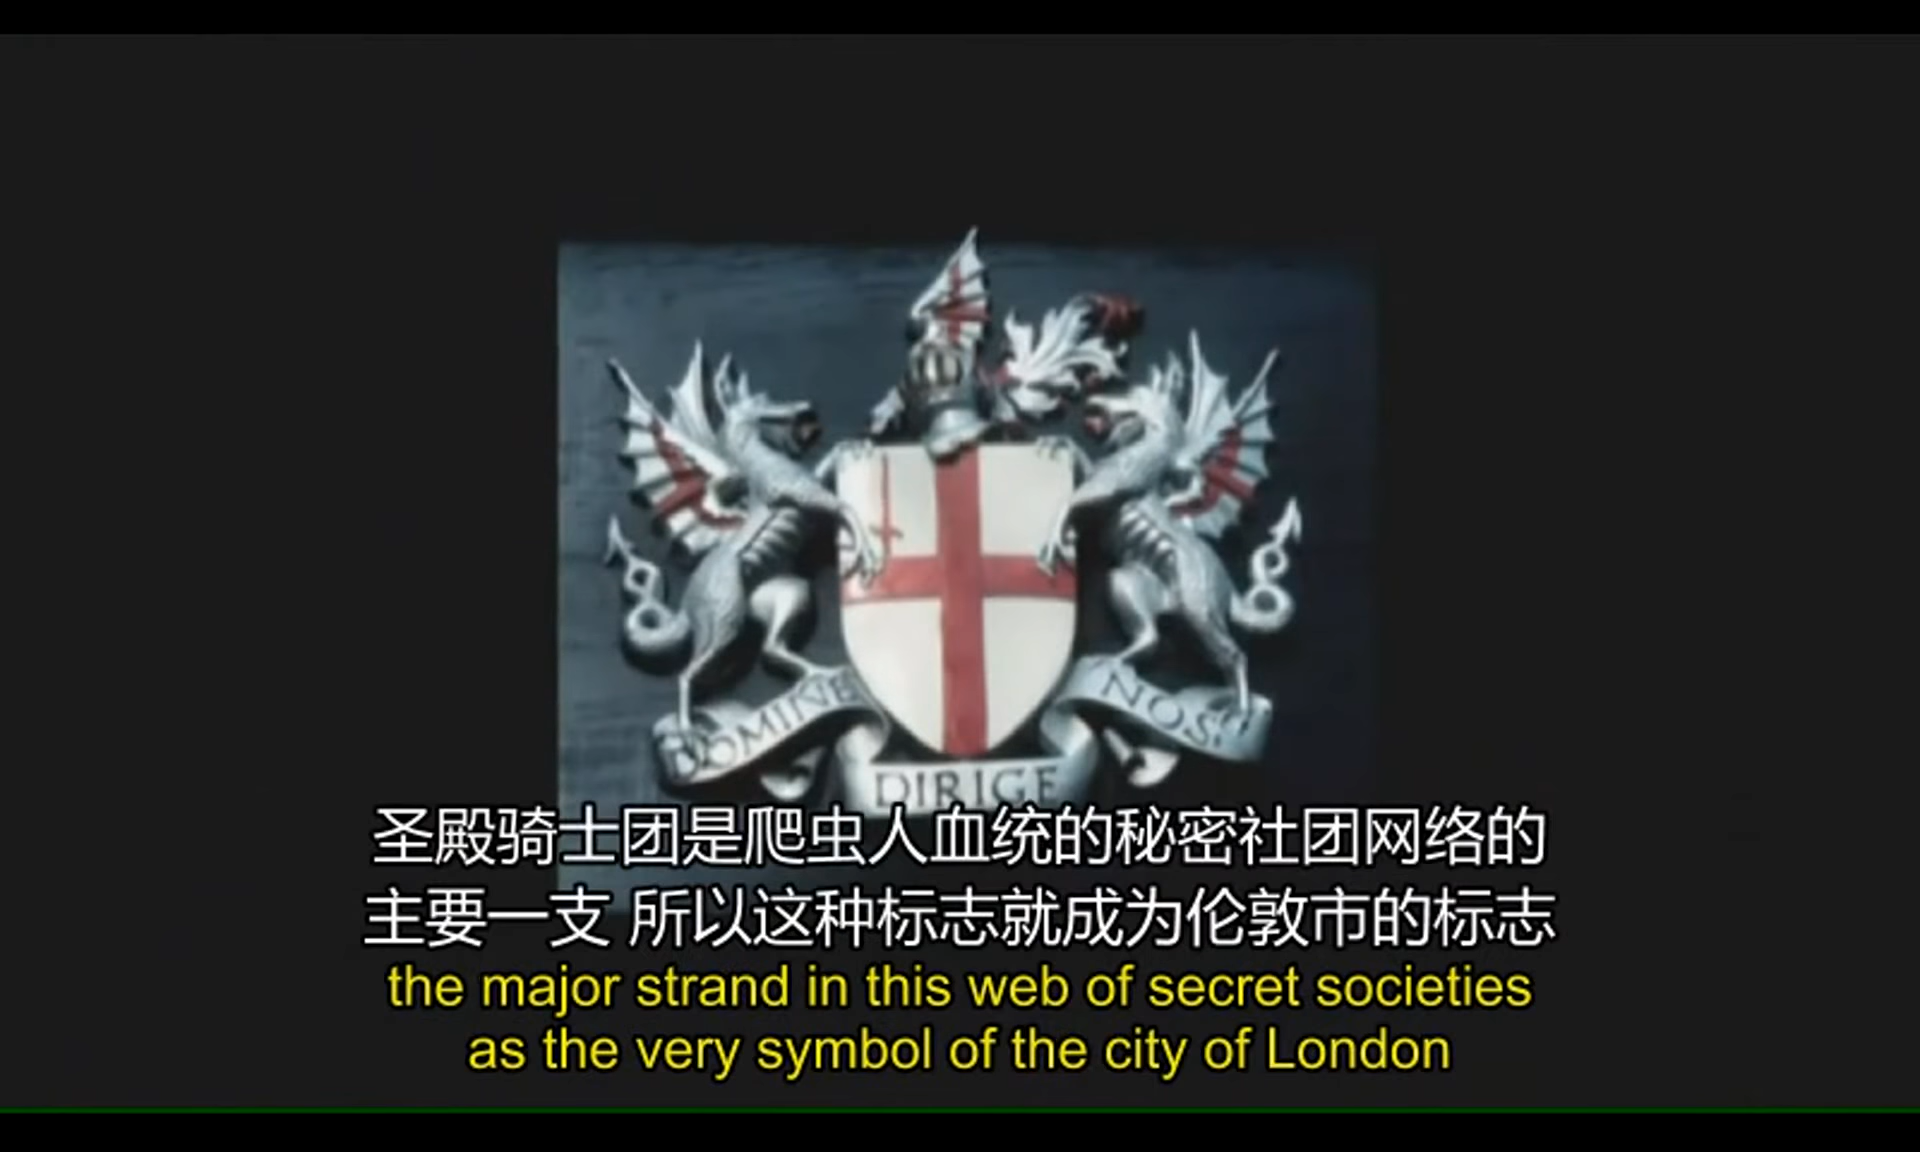 DOMINE
NOS
DIRIGE
圣殿骑士团是爬虫人血统的秘密社团网络的
主要一支 所以这种标志就成为伦敦市的标志
the major strand in this web of secret societies
as the very symbol of the city of London